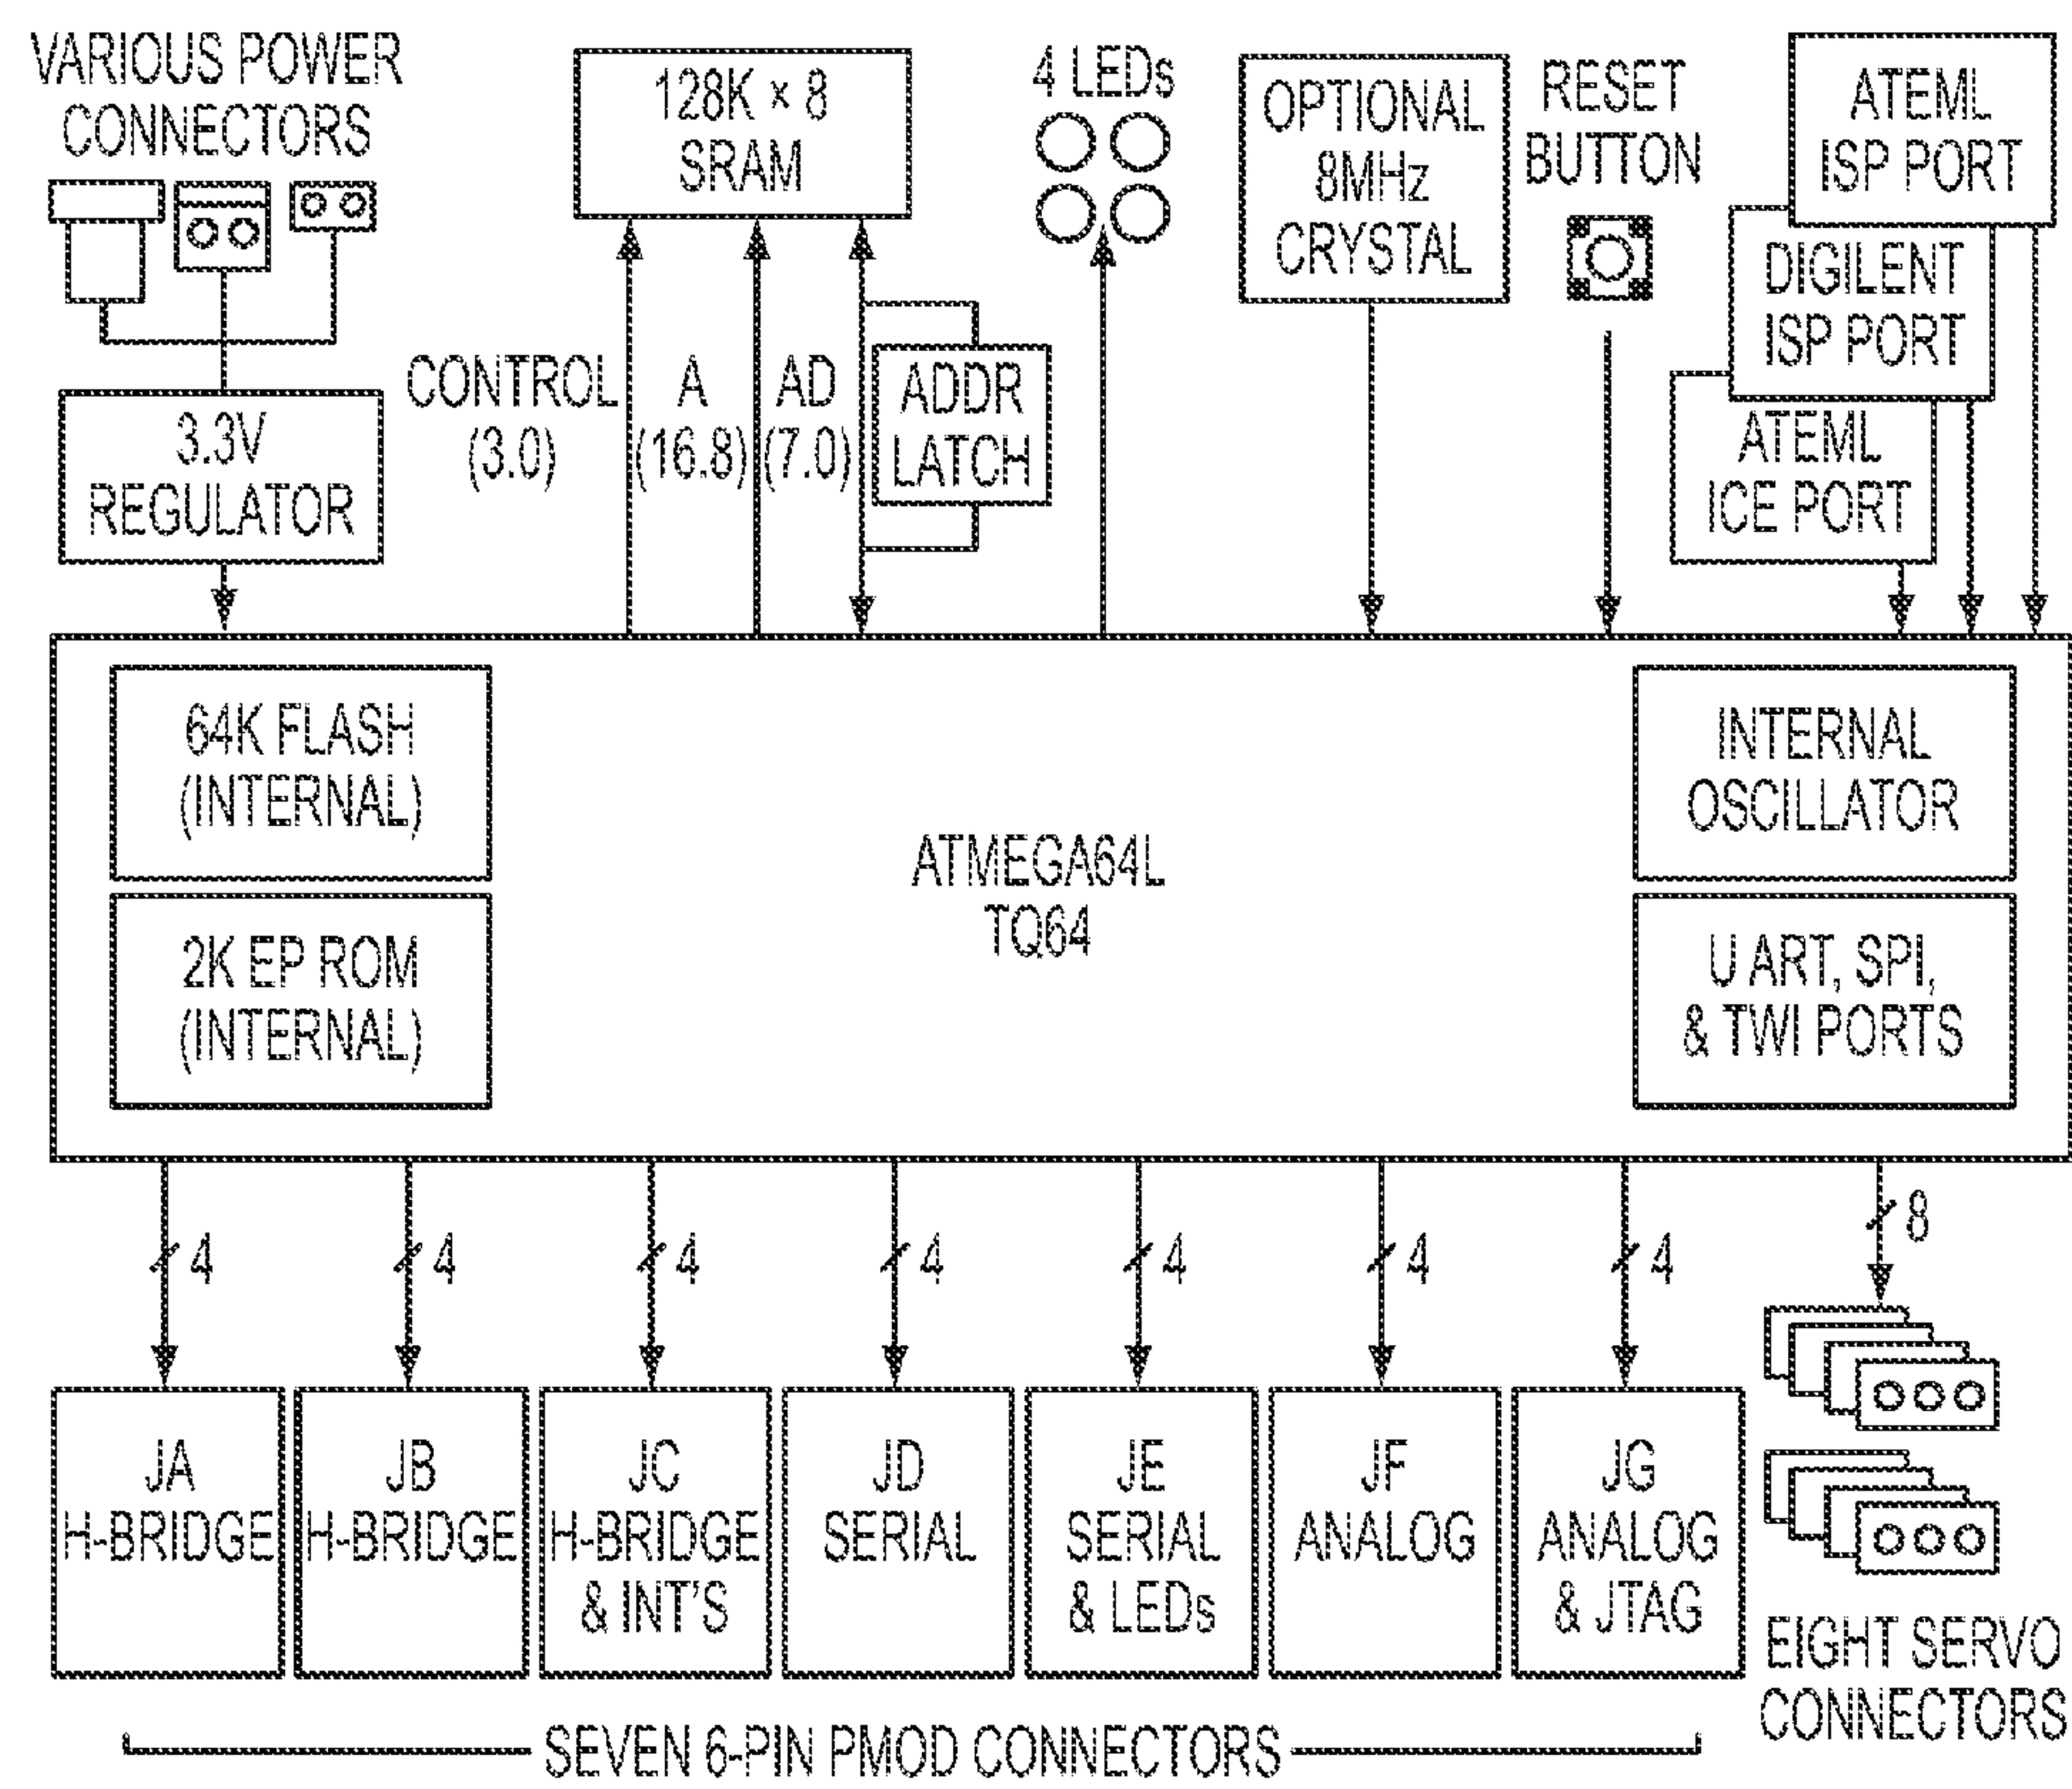 VARIOUS POWER
CONNECTORS
128K × 8
SRAM
4 LEDs
OPTIONAL
8MHz
CRYSTAL
RESET
BUTTON
ATEML
ISP PORT
DIGILENT
ISP PORT
ATEML
ICE PORT
3.3V
REGULATOR
CONTROL
(3.0)
A
(16.8)
AD
(7.0)
ADDR
LATCH
64K FLASH
(INTERNAL)
2K EP ROM
(INTERNAL)
ATMEGA64L
TQ64
INTERNAL
OSCILLATOR
U ART, SPI,
& TWI PORTS
4
4
4
4
4
4
4
8
JA
H-BRIDGE
JB
H-BRIDGE
JC
H-BRIDGE
& INT'S
JD
SERIAL
JE
SERIAL
& LEDs
JF
ANALOG
JG
ANALOG
& JTAG
EIGHT SERVO
CONNECTORS
SEVEN 6-PIN PMOD CONNECTORS